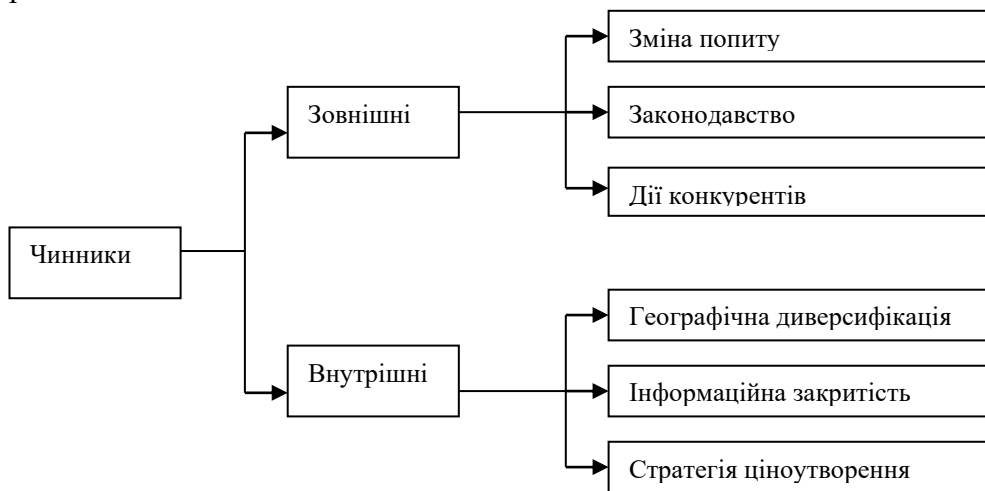 Чинники
Зовнішні
Зміна попиту
Законодавство
Дії конкурентів
Внутрішні
Географічна диверсифікація
Інформаційна закритість
Стратегія ціноутворення